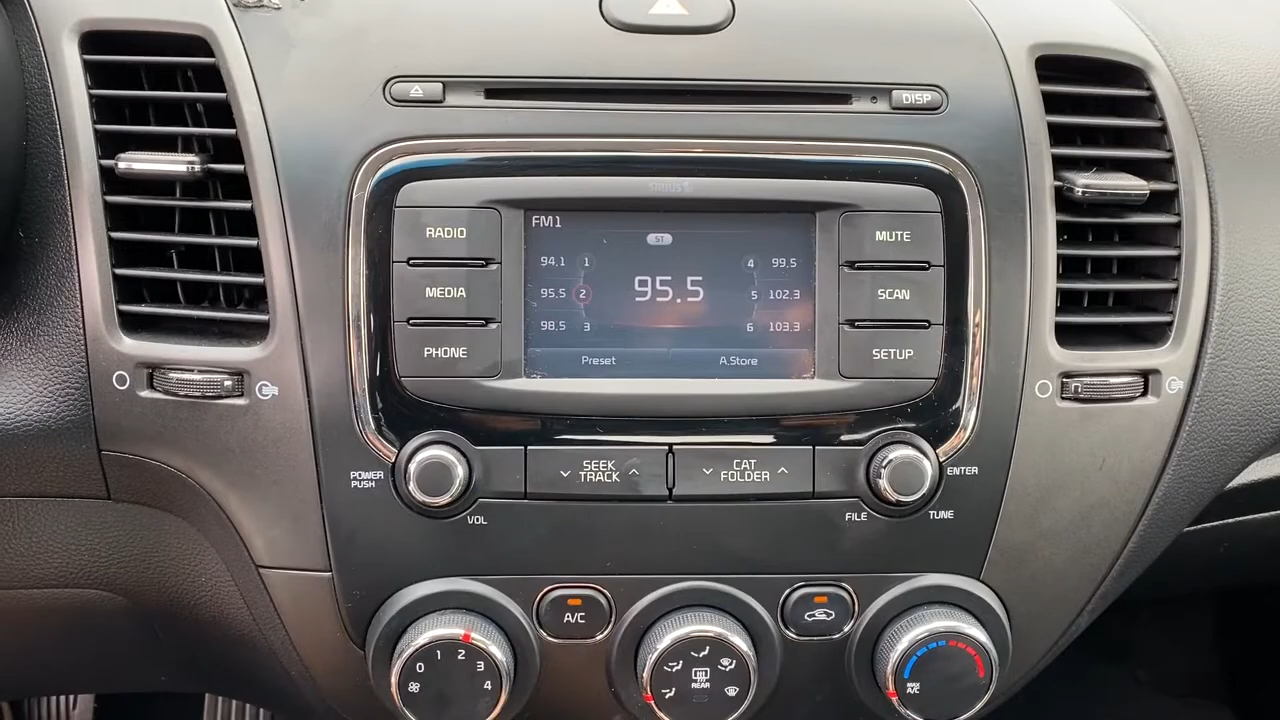 DISP
SIRIUS
RADIO
MEDIA
PHONE
FM1
ST
94.1 1
95.5 2
98.5 3
95.5
4 99.5
5 102.3
6 103.3
Preset
A.Store
MUTE
SCAN
SETUP
POWER
PUSH
VOL
SEEK
TRACK
CAT
FOLDER
ENTER
FILE
TUNE
A/C
0 1 2 3 4
REAR
MAX
A/C